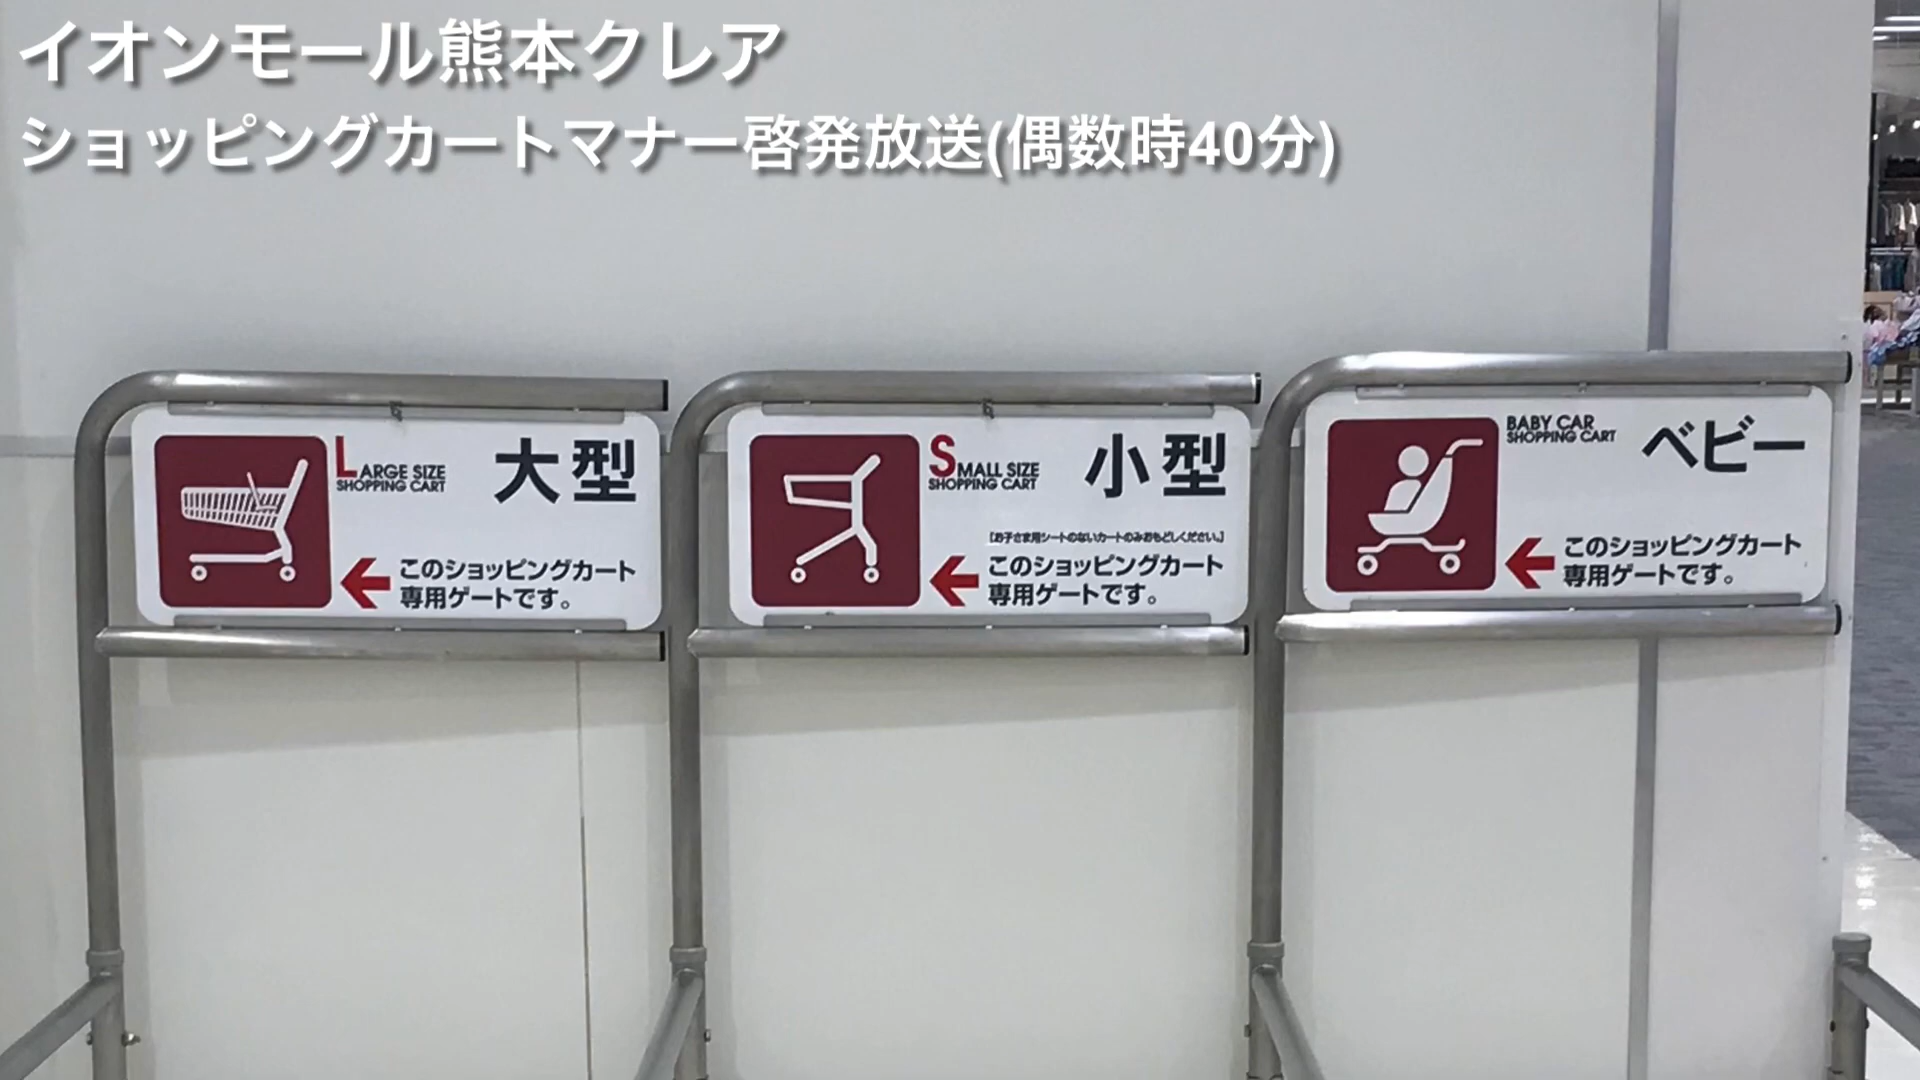 イオンモール熊本クレア
ショッピングカートマナー啓発放送(偶数時40分)
LARGE SIZE
SHOPPING CART
大型
このショッピングカート
専用ゲートです。
SMALL SIZE
SHOPPING CART
小型
[お子さま用シートのないカートのみおもどしください。]
このショッピングカート
専用ゲートです。
BABY CAR
SHOPPING CART
ベビー
このショッピングカート
専用ゲートです。